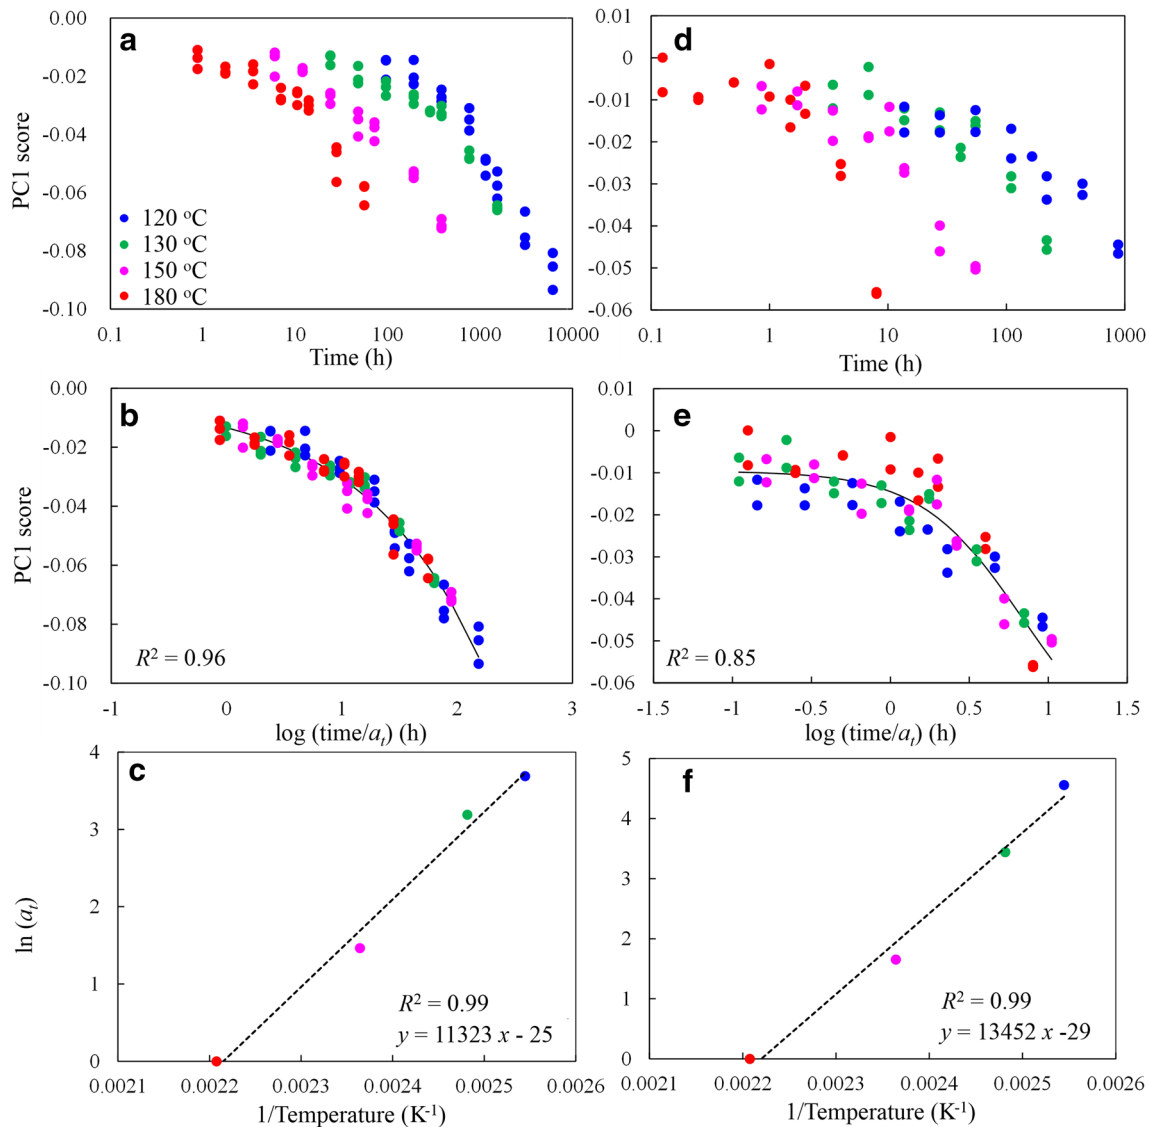 a
0.00
-0.02
-0.04
-0.06
-0.08
-0.10
PC1 score
120 °C
130 °C
150 °C
180 °C
0.1 1 10 100 1000 10000
Time (h)
d
0.01
0
-0.01
-0.02
-0.03
-0.04
-0.05
-0.06
0.1 1 10 100 1000
Time (h)
b
0.00
-0.02
-0.04
-0.06
-0.08
-0.10
PC1 score
R² = 0.96
-1 0 1 2 3
log (time/aₜ) (h)
e
0.01
0
-0.01
-0.02
-0.03
-0.04
-0.05
-0.06
R² = 0.85
-1.5 -1 -0.5 0 0.5 1 1.5
log (time/aₜ) (h)
c
4
3
2
1
0
ln (aₜ)
R² = 0.99
y = 11323 x - 25
0.0021 0.0022 0.0023 0.0024 0.0025 0.0026
1/Temperature (K⁻¹)
f
5
4
3
2
1
0
R² = 0.99
y = 13452 x -29
0.0021 0.0022 0.0023 0.0024 0.0025 0.0026
1/Temperature (K⁻¹)